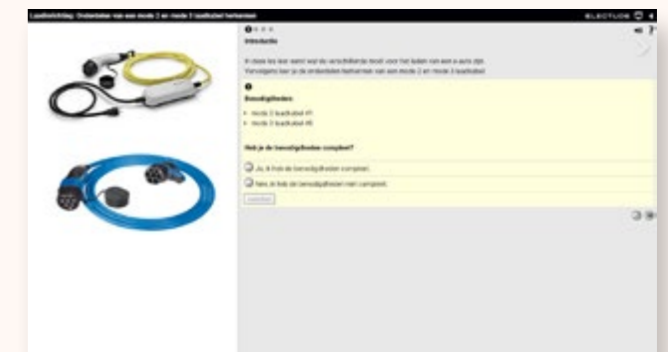 Laadinrichting: Onderdelen van een mode 2 en mode 3 laadkabel herkennen
ELECTUDE
Introductie
In deze les leer
wat de verschillende modi voor het laden van een e-auto zijn.
Vervolgens leer je de onderdelen herkennen van een mode 2 en mode 3 laadkabel.
Benodigdheden:
• mode 2 laadkabel
• mode 3 laadkabel
Heb je de benodigdheden compleet?
Ja, ik heb de benodigdheden compleet.
Nee, ik heb de benodigdheden niet compleet.